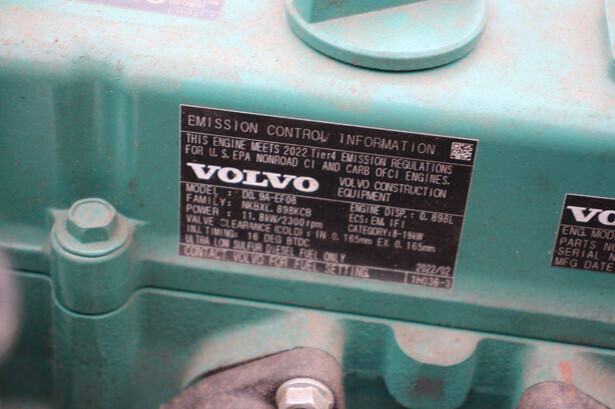 EMISSION CONTROL INFORMATION
THIS ENGINE MEETS 2022 Tier4 EMISSION REGULATIONS
FOR U.S. EPA NONROAD CI AND CARB OFCI ENGINES.
VOLVO VOLVO CONSTRUCTION
EQUIPMENT
MODEL: D0.9A-EF08 ENGINE DISP.: 0.898L
FAMILY: NKBXL.898KCB ECS: EM, IFI
POWER: 11.8kW/2300rpm CATEGORY: 8-19kW
VALVE CLEARANCE (COLD): IN 0.165mm EX 0.165mm
INJ. TIMING: 16 DEG BTDC
ULTRA LOW SULFUR DIESEL FUEL ONLY 2022/02
CONTACT VOLVO FOR FUEL SETTING. 1H036-3
VO
ENG. MOD
PARTS N
SERIAL N
MFG DATE